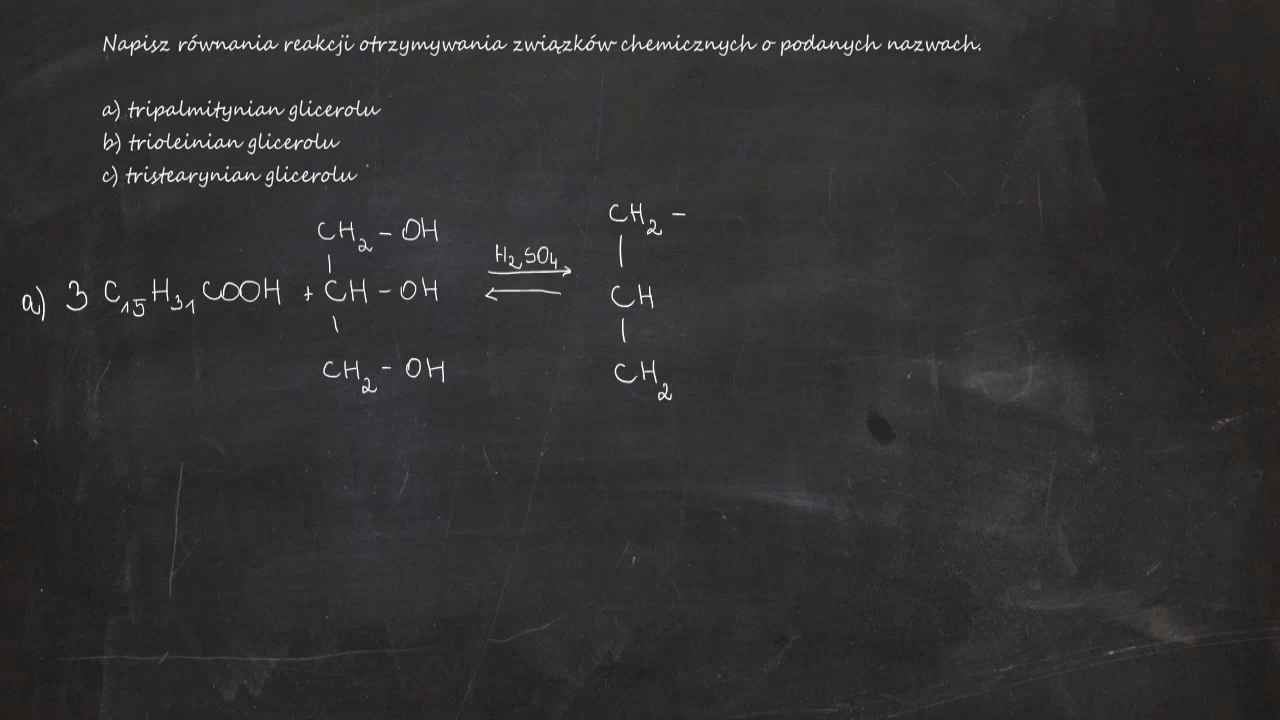 Napisz równania reakcji otrzymywania związków chemicznych o podanych nazwach.
a) tripalmitynian glicerolu
b) trioleinian glicerolu
c) tristearynian glicerolu
CH₂ - OH
CH₂ -
|
|
H₂SO₄
a) 3 C₁₅H₃₁COOH + CH - OH
CH
|
|
CH₂ - OH
CH₂